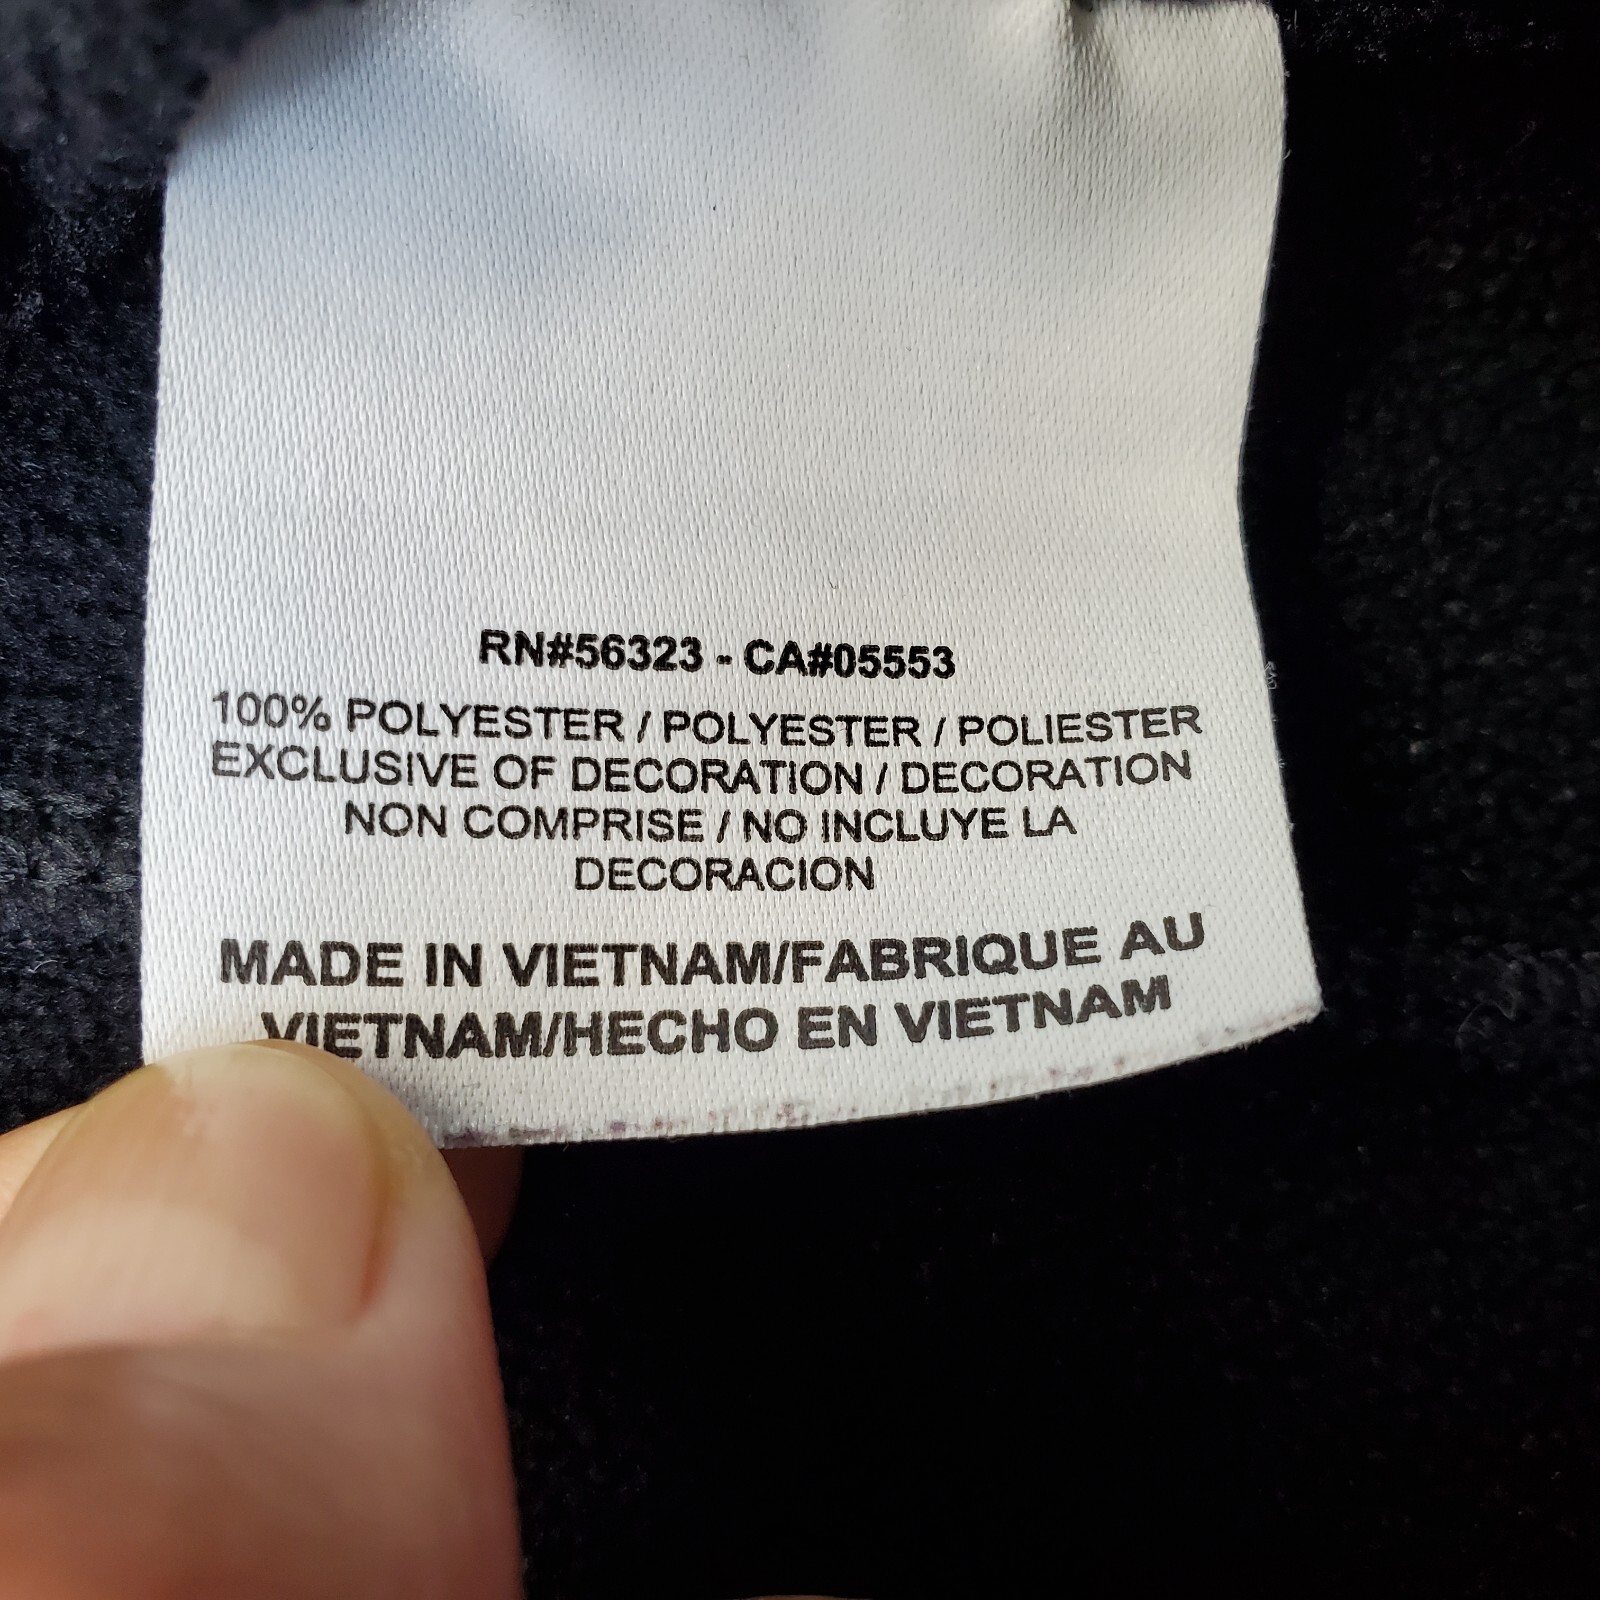 RN#56323 - CA#05553
100% POLYESTER / POLYESTER / POLIESTER
EXCLUSIVE OF DECORATION / DECORATION
NON COMPRISE / NO INCLUYE LA
DECORACION
MADE IN VIETNAM/FABRIQUE AU
VIETNAM/HECHO EN VIETNAM